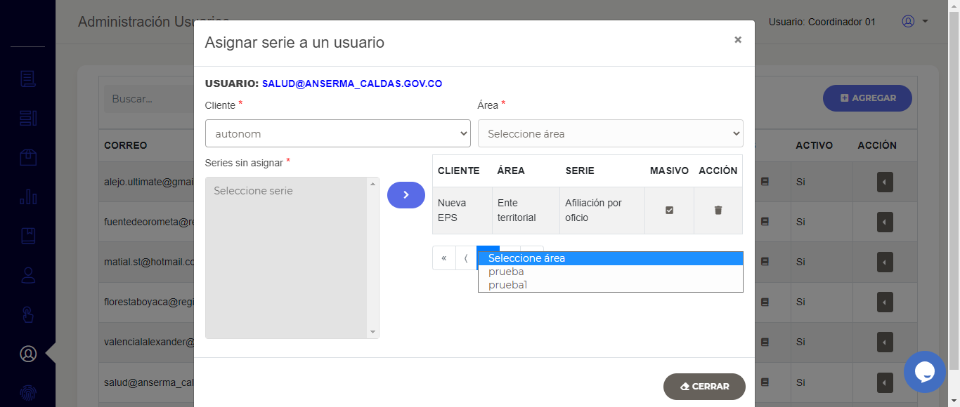 Administración Usuarios
Usuario: Coordinador 01
Asignar serie a un usuario
×
USUARIO: SALUD@ANSERMA_CALDAS.GOV.CO
Cliente *
Área *
autonom
Seleccione área
Series sin asignar *
Seleccione serie
CLIENTE ÁREA SERIE MASIVO ACCIÓN
Nueva EPS
Ente territorial
Afiliación por oficio
«
⟨
Seleccione área
prueba
prueba1
CERRAR
Buscar...
AGREGAR
CORREO
ACTIVO
ACCIÓN
alejo.ultimate@gmai
Si
fuentedeorometa@r
Si
matial.st@hotmail.co
Si
florestaboyaca@reg
Si
valencialalexander@
Si
salud@anserma_cal
Si